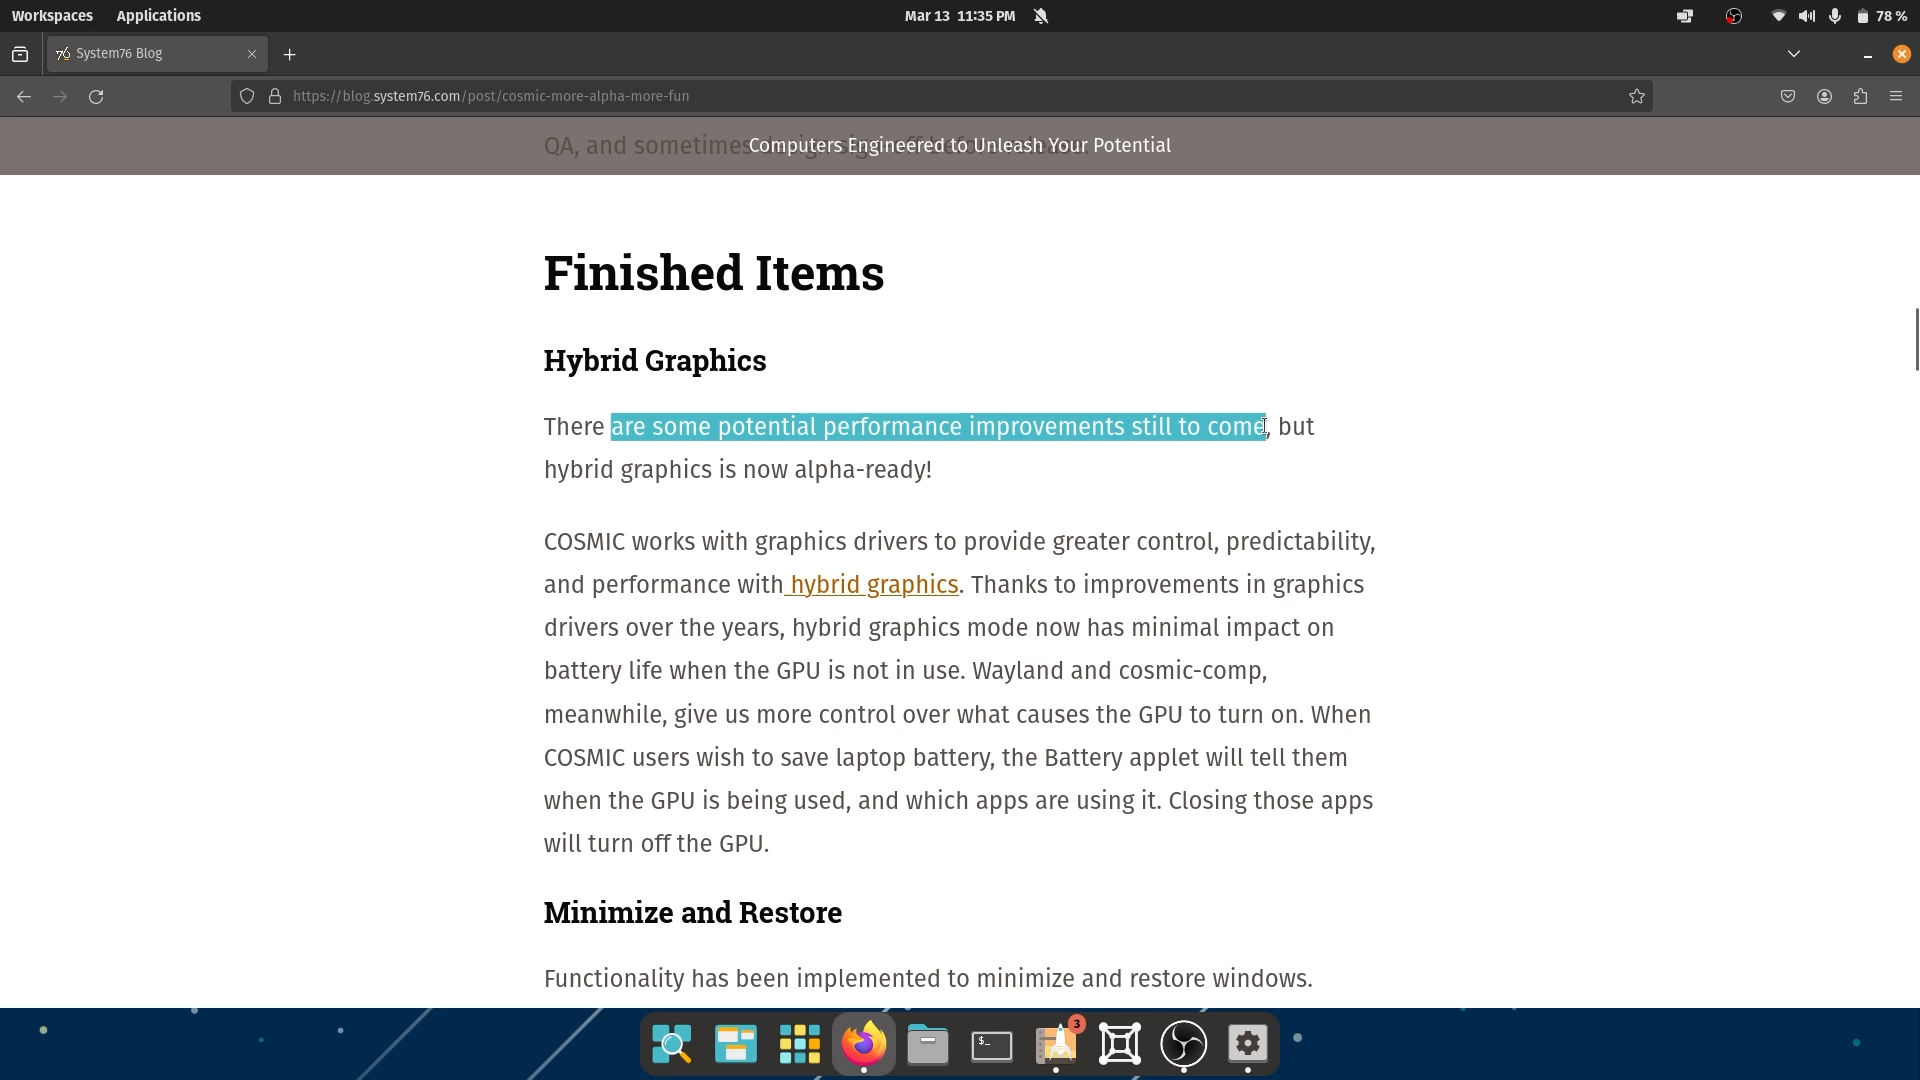 Workspaces Applications Mar 13 11:35 PM 78 %
System76 Blog
https://blog.system76.com/post/cosmic-more-alpha-more-fun
QA, and sometimes
Computers Engineered to Unleash Your Potential
Finished Items
Hybrid Graphics
There are some potential performance improvements still to come, but
hybrid graphics is now alpha-ready!
COSMIC works with graphics drivers to provide greater control, predictability,
and performance with hybrid graphics. Thanks to improvements in graphics
drivers over the years, hybrid graphics mode now has minimal impact on
battery life when the GPU is not in use. Wayland and cosmic-comp,
meanwhile, give us more control over what causes the GPU to turn on. When
COSMIC users wish to save laptop battery, the Battery applet will tell them
when the GPU is being used, and which apps are using it. Closing those apps
will turn off the GPU.
Minimize and Restore
Functionality has been implemented to minimize and restore windows.
3
$_